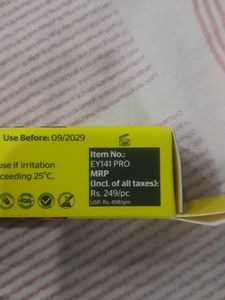 Use Before: 09/2029
use if irritation
ceeding 25°C,
Item No.:
EY141 PRO
MRP
(Incl. of all taxes):
Rs. 249/pc
USP: Rs. 498/gm